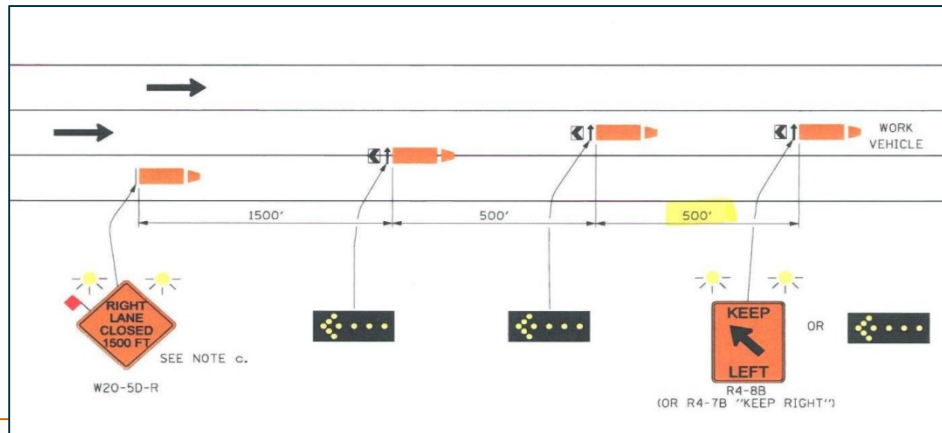 WORK
VEHICLE
1500'
500'
500'
RIGHT
LANE
CLOSED
1500 FT.
SEE NOTE c.
W20-5D-R
KEEP
LEFT
OR
R4-8B
(OR R4-7B "KEEP RIGHT")